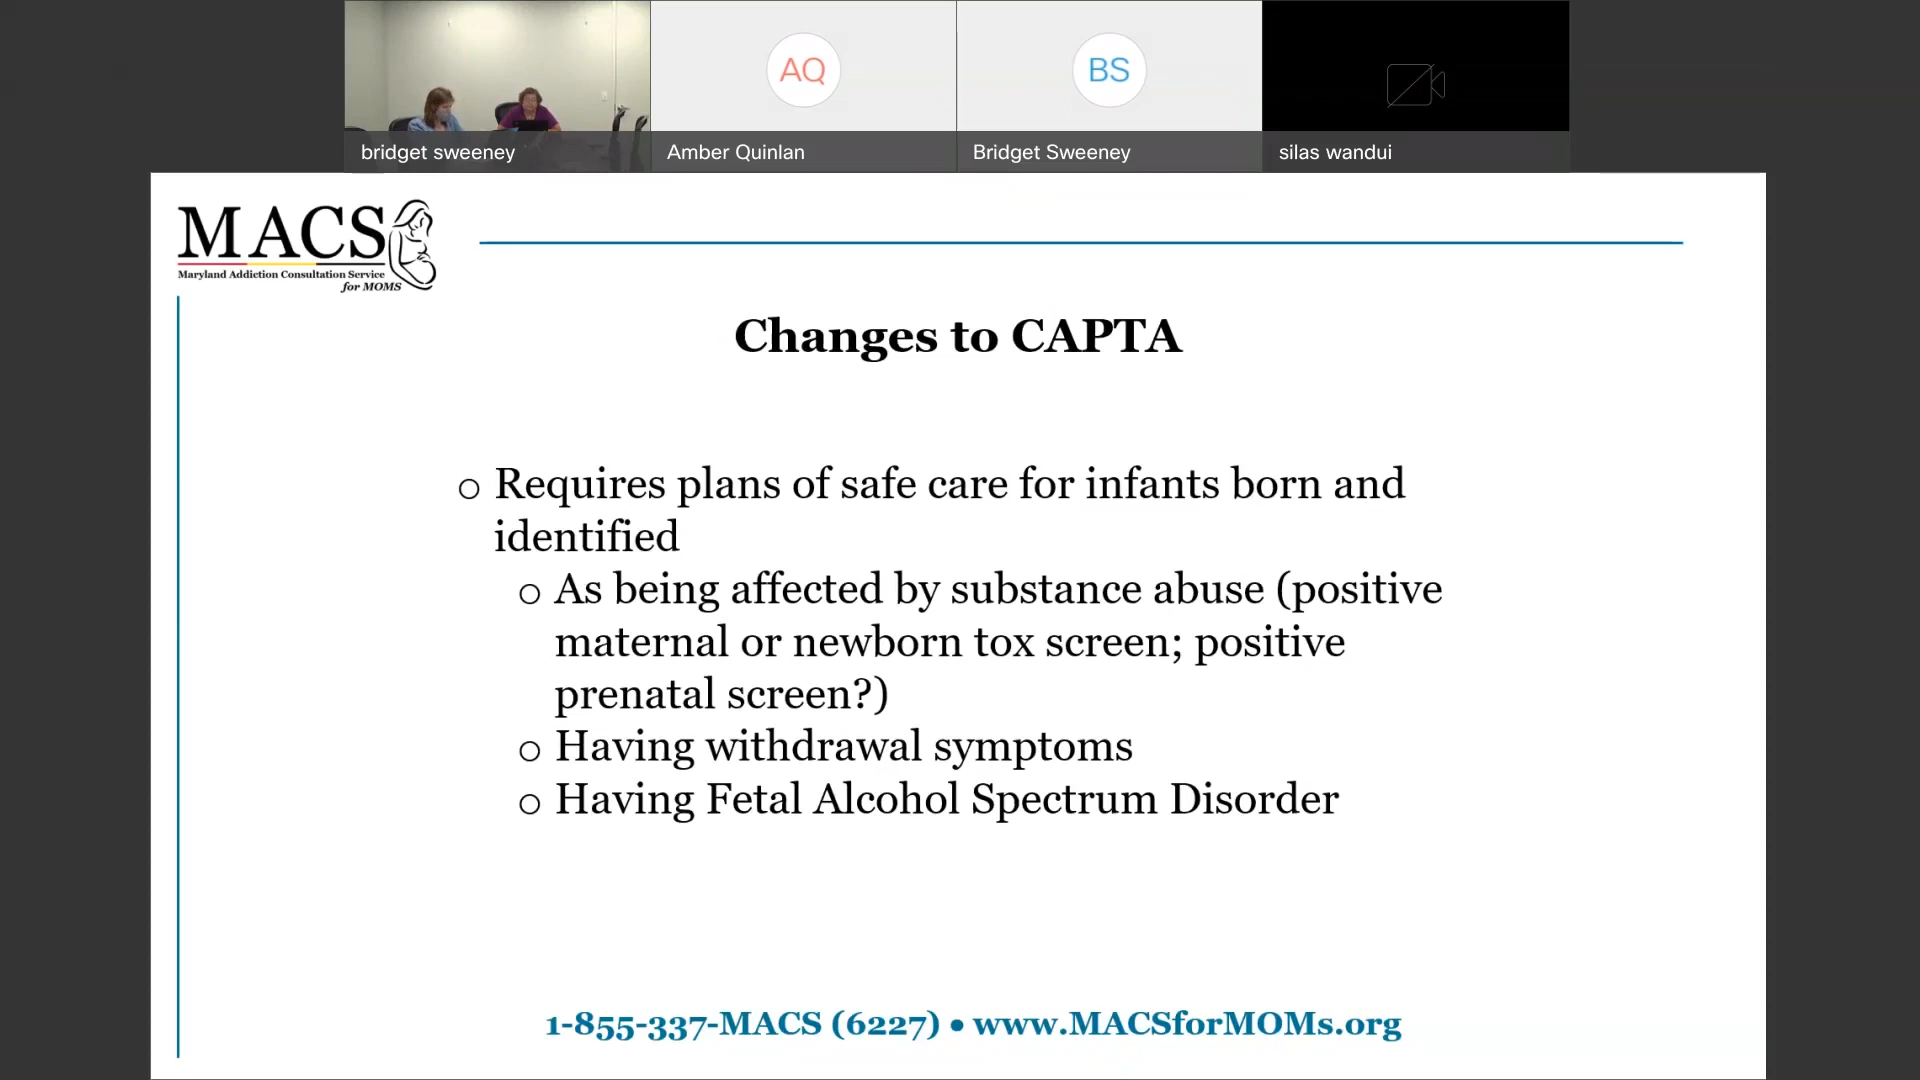 AQ
BS
bridget sweeney
Amber Quinlan
Bridget Sweeney
silas wandui
MACS
Maryland Addiction Consultation Service
for MOMS
Changes to CAPTA
o Requires plans of safe care for infants born and
identified
o As being affected by substance abuse (positive
maternal or newborn tox screen; positive
prenatal screen?)
o Having withdrawal symptoms
o Having Fetal Alcohol Spectrum Disorder
1-855-337-MACS (6227) • www.MACSforMOMs.org